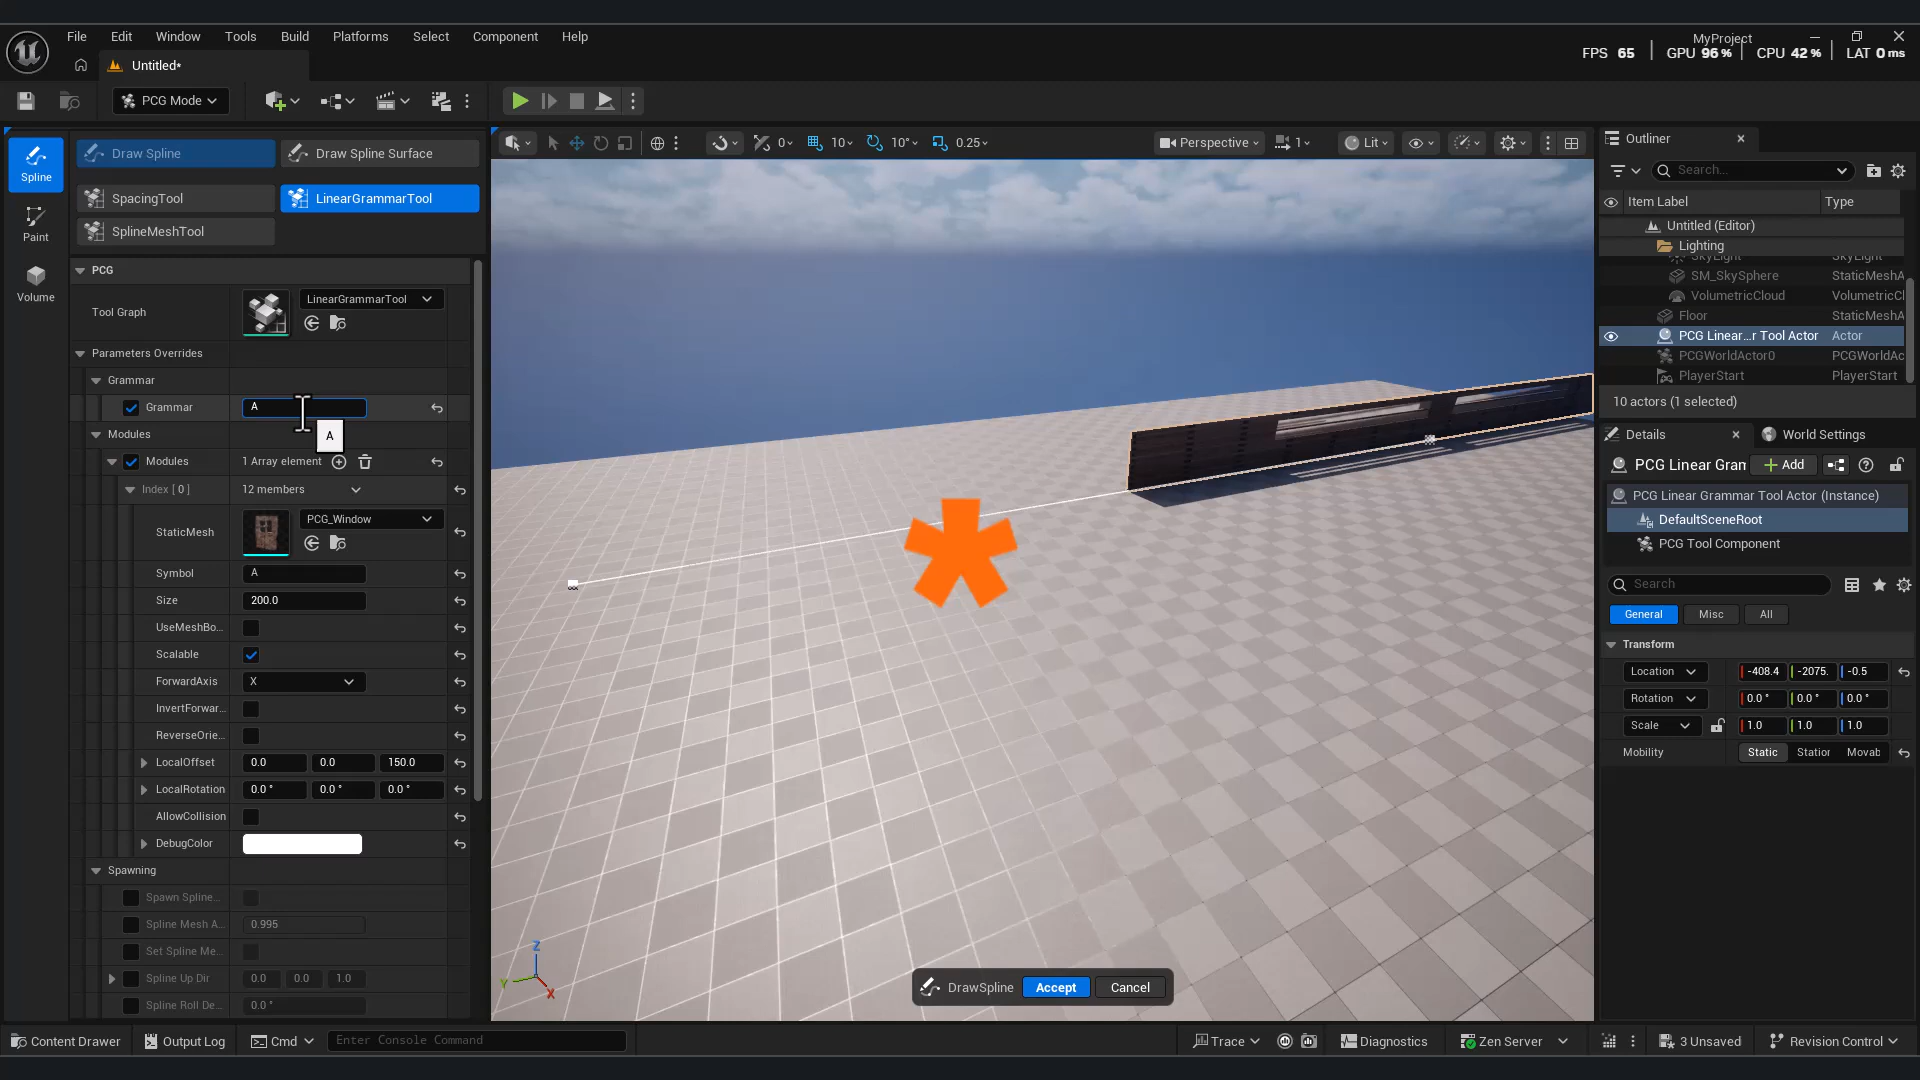 File Edit Window Tools Build Platforms Select Component Help
MyProject
FPS 65 GPU 96 % CPU 42 % LAT 0 ms
Untitled*
PCG Mode
Spline
Paint
Volume
Draw Spline Draw Spline Surface
SpacingTool LinearGrammarTool
SplineMeshTool
PCG
Tool Graph LinearGrammarTool
Parameters Overrides
Grammar
Grammar A
A
Modules
Modules 1 Array element
Index [ 0 ] 12 members
StaticMesh PCG_Window
Symbol A
Size 200.0
UseMeshBo...
Scalable
ForwardAxis X
InvertForwar...
ReverseOrie...
LocalOffset 0.0 0.0 150.0
LocalRotation 0.0 ° 0.0 ° 0.0 °
AllowCollision
DebugColor
Spawning
Spawn Spline...
Spline Mesh A... 0.995
Set Spline Me...
Spline Up Dir 0.0 0.0 1.0
Spline Roll De... 0.0 °
0 10 10° 0.25 Perspective 1 Lit
Z
Y
X
DrawSpline Accept Cancel
Outliner
Search...
Item Label Type
Untitled (Editor)
Lighting
SkyLight SkyLight
SM_SkySphere StaticMeshA
VolumetricCloud VolumetricCl
Floor StaticMeshA
PCG Linear...r Tool Actor Actor
PCGWorldActor0 PCGWorldAc
PlayerStart PlayerStart
10 actors (1 selected)
Details World Settings
PCG Linear Gran Add
PCG Linear Grammar Tool Actor (Instance)
DefaultSceneRoot
PCG Tool Component
Search
General Misc All
Transform
Location -408.4 -2075. -0.5
Rotation 0.0 ° 0.0 ° 0.0 °
Scale 1.0 1.0 1.0
Mobility Static Station Movab
Content Drawer Output Log Cmd Enter Console Command Trace Diagnostics Zen Server 3 Unsaved Revision Control